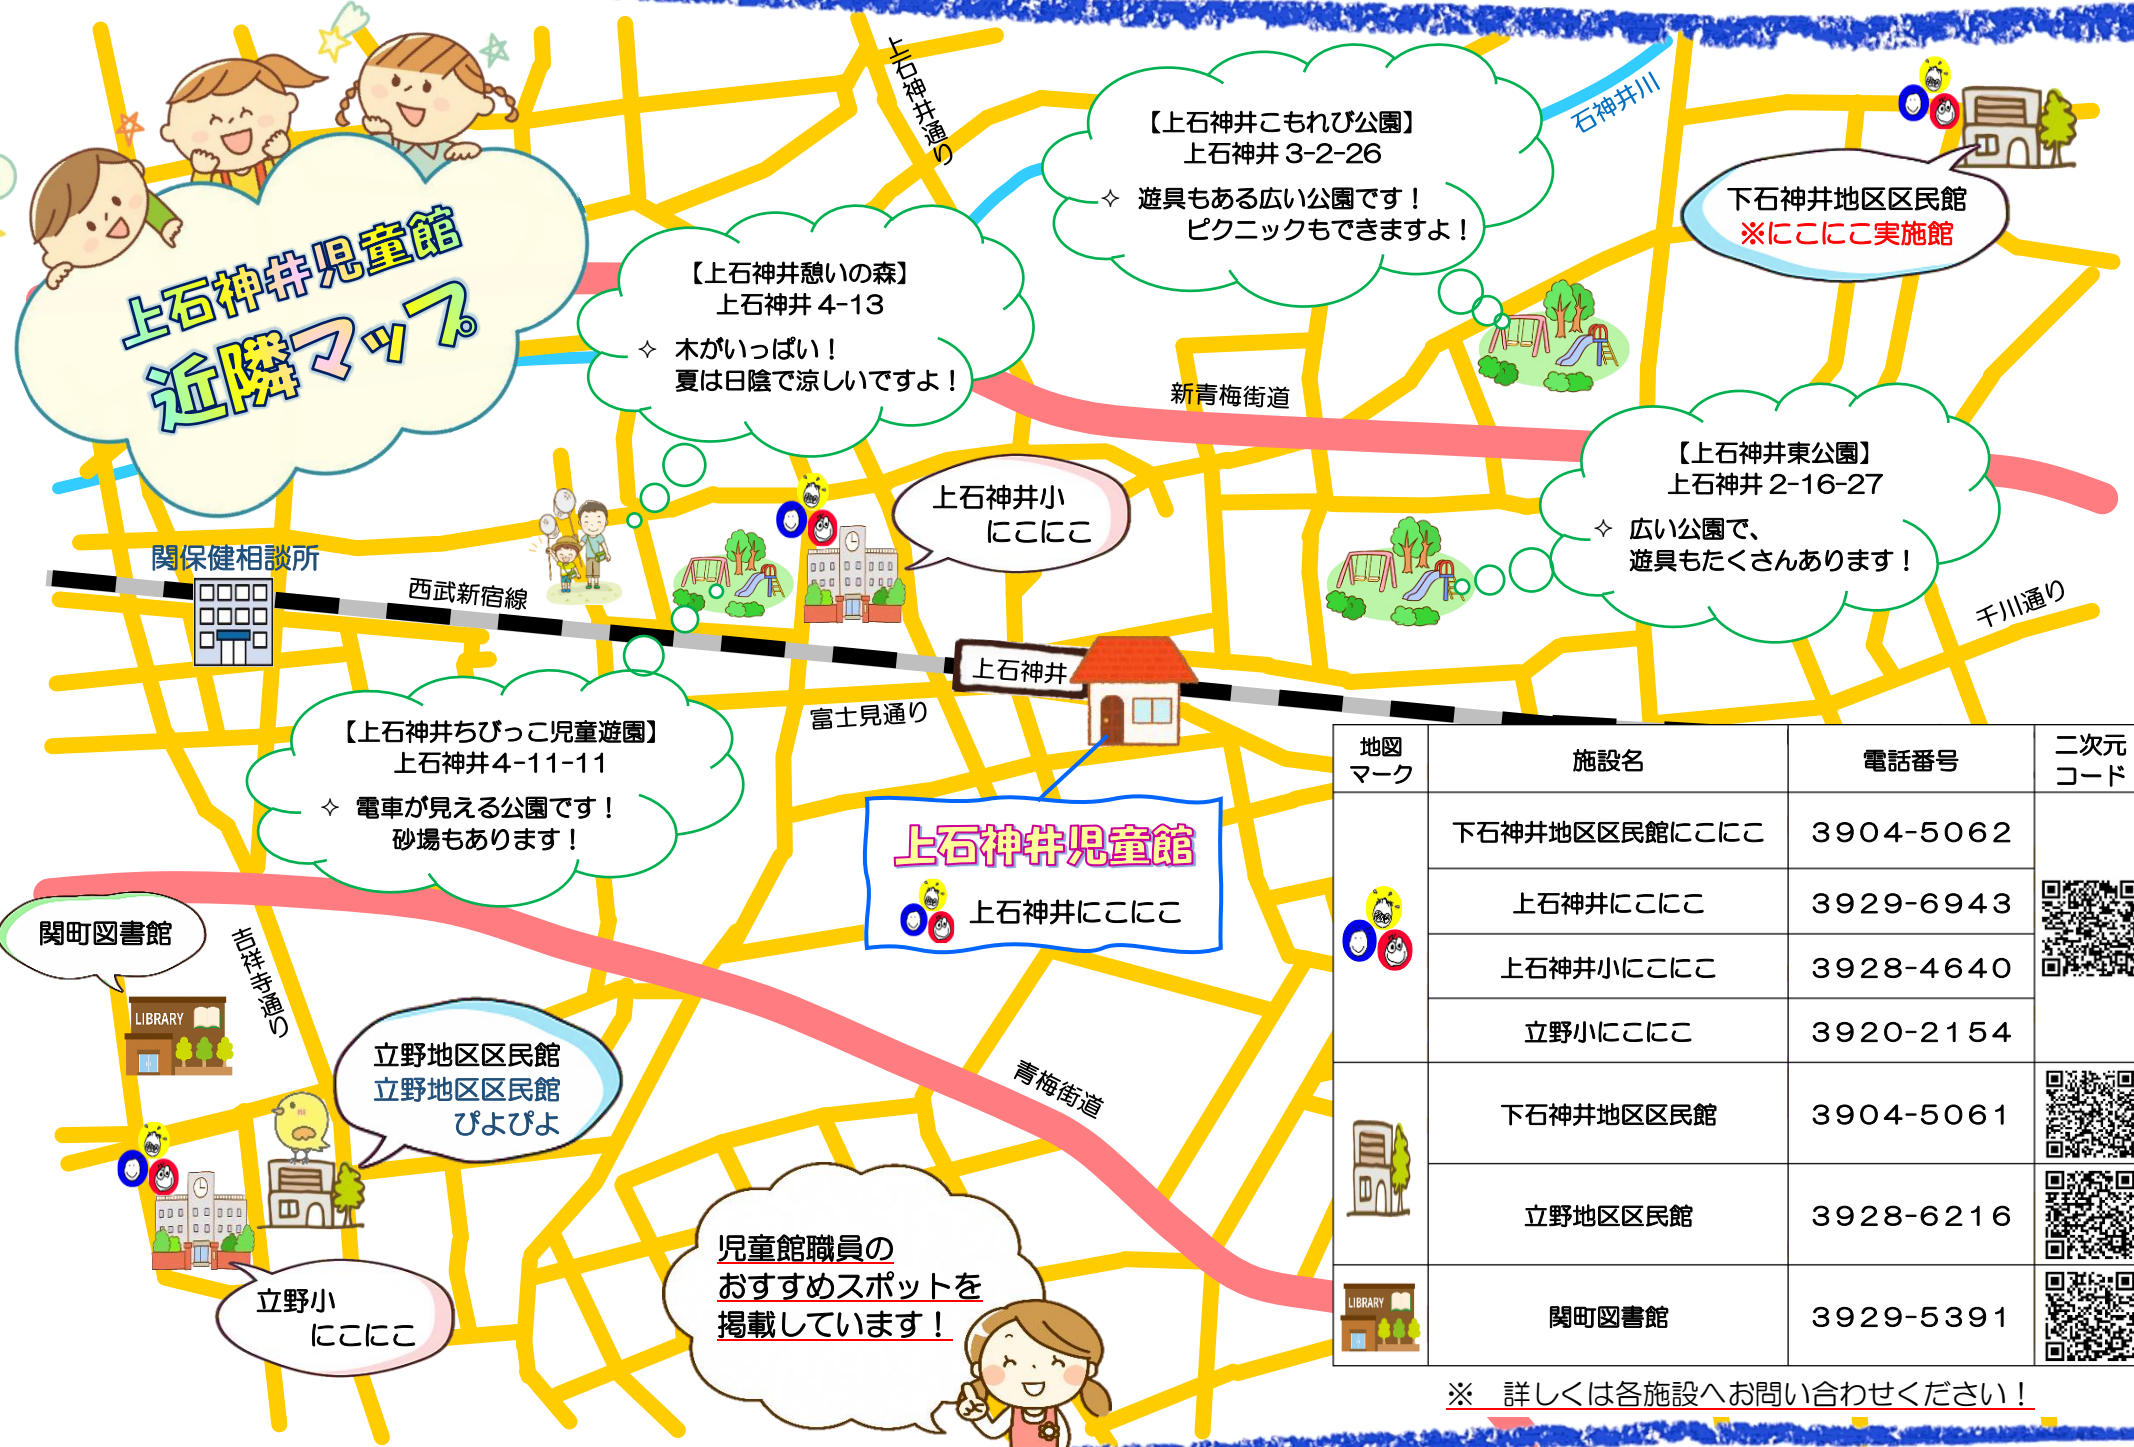 上石神井児童館
近隣マップ
上石神井通り
【上石神井こもれび公園】
上石神井 3-2-26
✧ 遊具もある広い公園です！
ピクニックもできますよ！
石神井川
下石神井地区区民館
※にこにこ実施館
【上石神井憩いの森】
上石神井 4-13
✧ 木がいっぱい！
夏は日陰で涼しいですよ！
新青梅街道
【上石神井東公園】
上石神井 2-16-27
✧ 広い公園で、
遊具もたくさんあります！
上石神井小
にこにこ
関保健相談所
西武新宿線
千川通り
上石神井
富士見通り
【上石神井ちびっこ児童遊園】
上石神井4-11-11
✧ 電車が見える公園です！
砂場もあります！
上石神井児童館
上石神井にこにこ
関町図書館
LIBRARY
吉祥寺通り
立野地区区民館
立野地区区民館
ぴよぴよ
青梅街道
立野小
にこにこ
児童館職員の
おすすめスポットを
掲載しています！
地図
マーク
施設名
電話番号
二次元
コード
下石神井地区区民館にこにこ 3904-5062
上石神井にこにこ 3929-6943
上石神井小にこにこ 3928-4640
立野小にこにこ 3920-2154
下石神井地区区民館 3904-5061
立野地区区民館 3928-6216
LIBRARY
関町図書館 3929-5391
※ 詳しくは各施設へお問い合わせください！